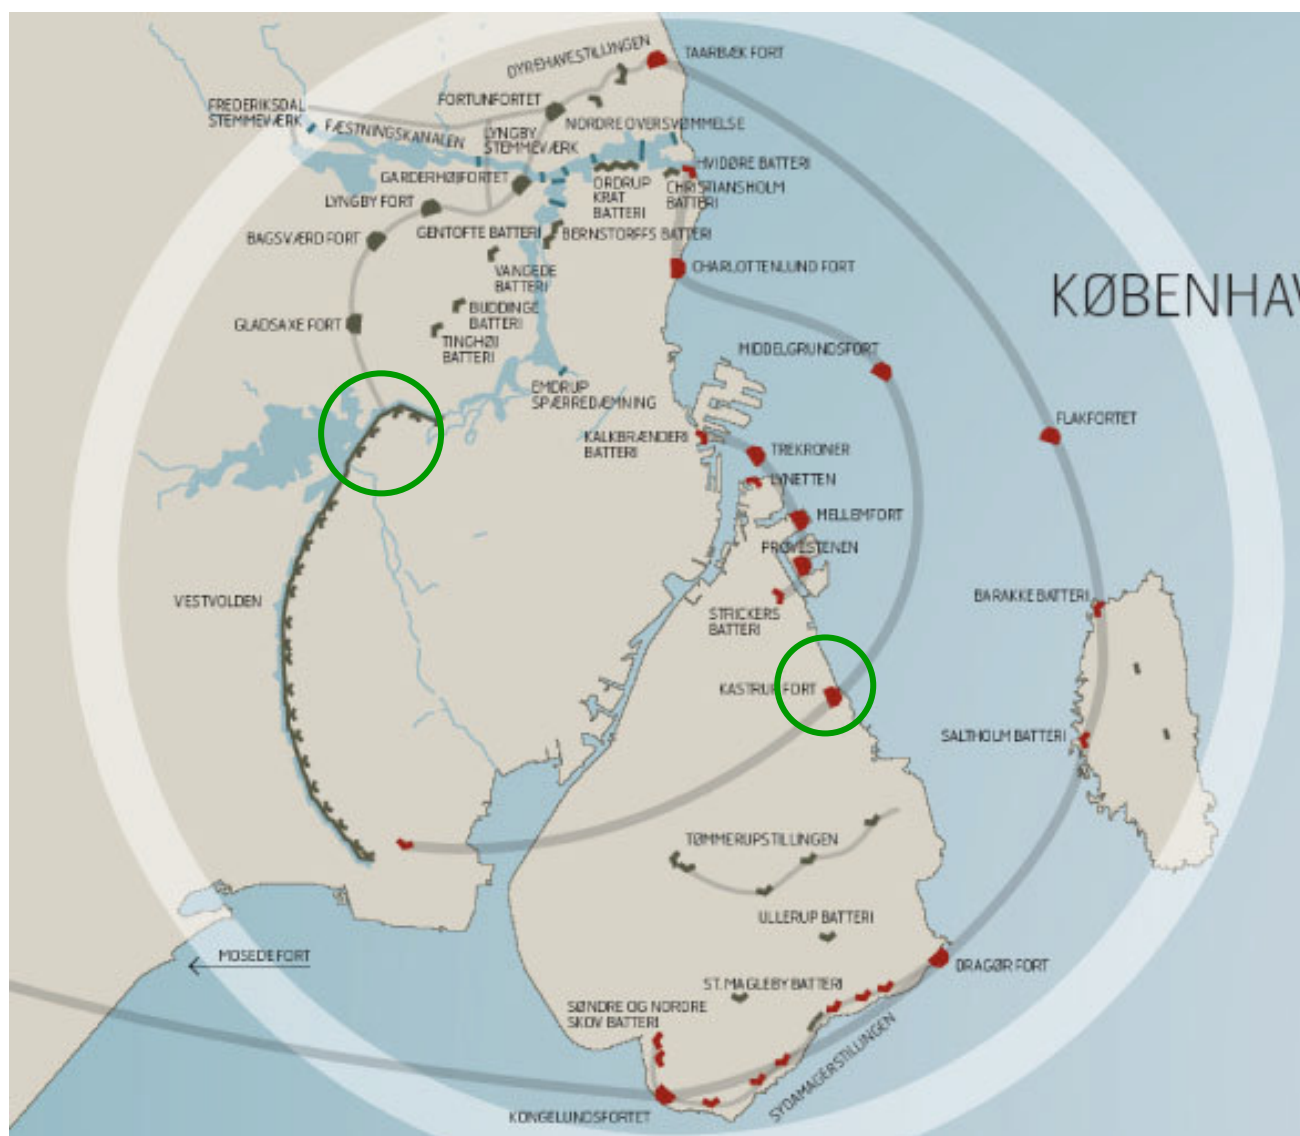 DYREHAVESTILLINGEN
TAARBÆK FORT
FORTUNFORTET
FREDERIKSDAL
STEMMEVÆRK
FÆSTNINGSKANALEN
LYNGBY
STEMMEVÆRK
NORDRE OVERSVØMMELSE
HVIDØRE BATTERI
GARDERHØJFORTET
ORDRUP
KRAT
BATTERI
CHRISTIANSHOLM
BATTERI
LYNGBY FORT
GENTOFTE BATTERI
BERNSTORFFS BATTERI
BAGSVÆRD FORT
VANGEDE
BATTERI
CHARLOTTENLUND FORT
KØBENHAV
BUDDINGE
BATTERI
GLADSAXE FORT
TINGHØJ
BATTERI
MIDDELGRUNDSFORT
EMDRUP
SPÆRREDÆMNING
FLAKFORTET
KALKBRÆNDERI
BATTERI
TREKRONER
LYNETTEN
MELLEMFORT
PRØVESTENEN
VESTVOLDEN
STRICKERS
BATTERI
BARAKKE BATTERI
KASTRUP FORT
SALTHOLM BATTERI
TØMMERUPSTILLINGEN
ULLERUP BATTERI
MOSEDE FORT
DRAGØR FORT
ST. MAGLEBY BATTERI
SØNDRE OG NORDRE
SKOV BATTERI
SYDAMAGERSTILLINGEN
KONGELUNDSFORTET